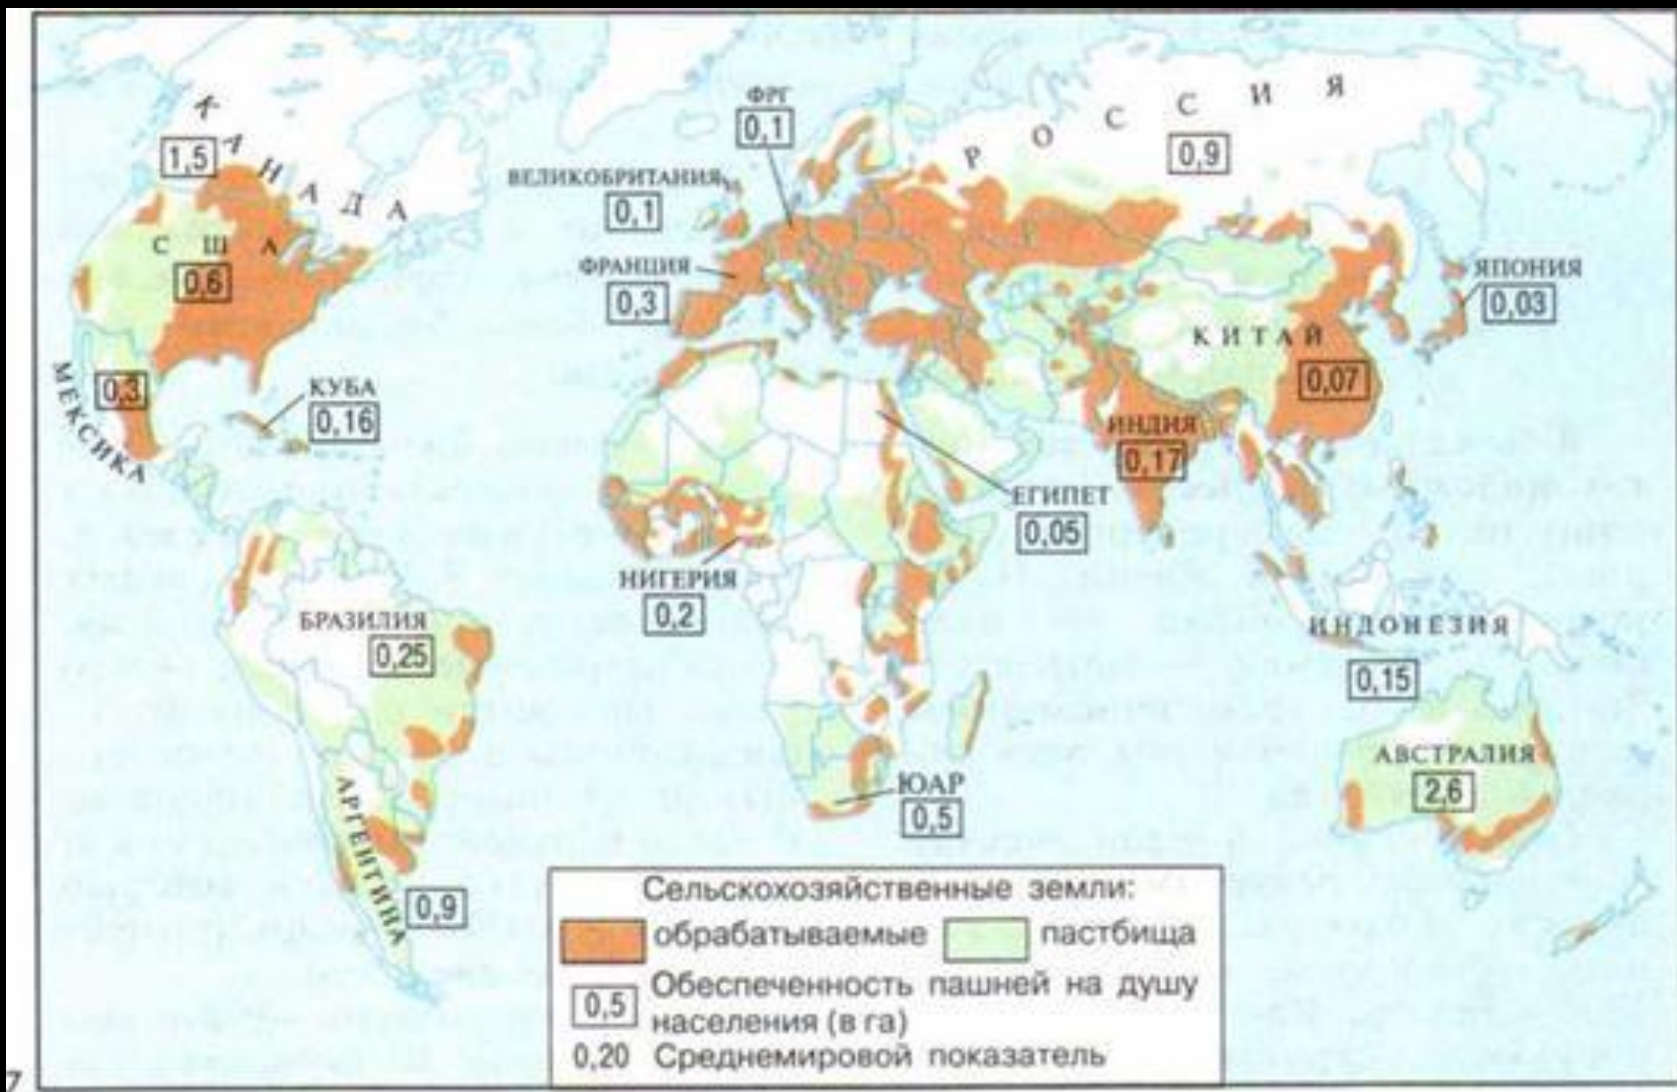 КАНАДА
1,5
США
0,6
МЕКСИКА
0,3
КУБА
0,16
БРАЗИЛИЯ
0,25
АРГЕНТИНА
0,9
ФРГ
0,1
ВЕЛИКОБРИТАНИЯ
0,1
ФРАНЦИЯ
0,3
РОССИЯ
0,9
ЯПОНИЯ
0,03
КИТАЙ
0,07
ИНДИЯ
0,17
ЕГИПЕТ
0,05
НИГЕРИЯ
0,2
ЮАР
0,5
ИНДОНЕЗИЯ
0,15
АВСТРАЛИЯ
2,6
Сельскохозяйственные земли:
обрабатываемые пастбища
0,5 Обеспеченность пашней на душу
населения (в га)
0,20 Среднемировой показатель
7